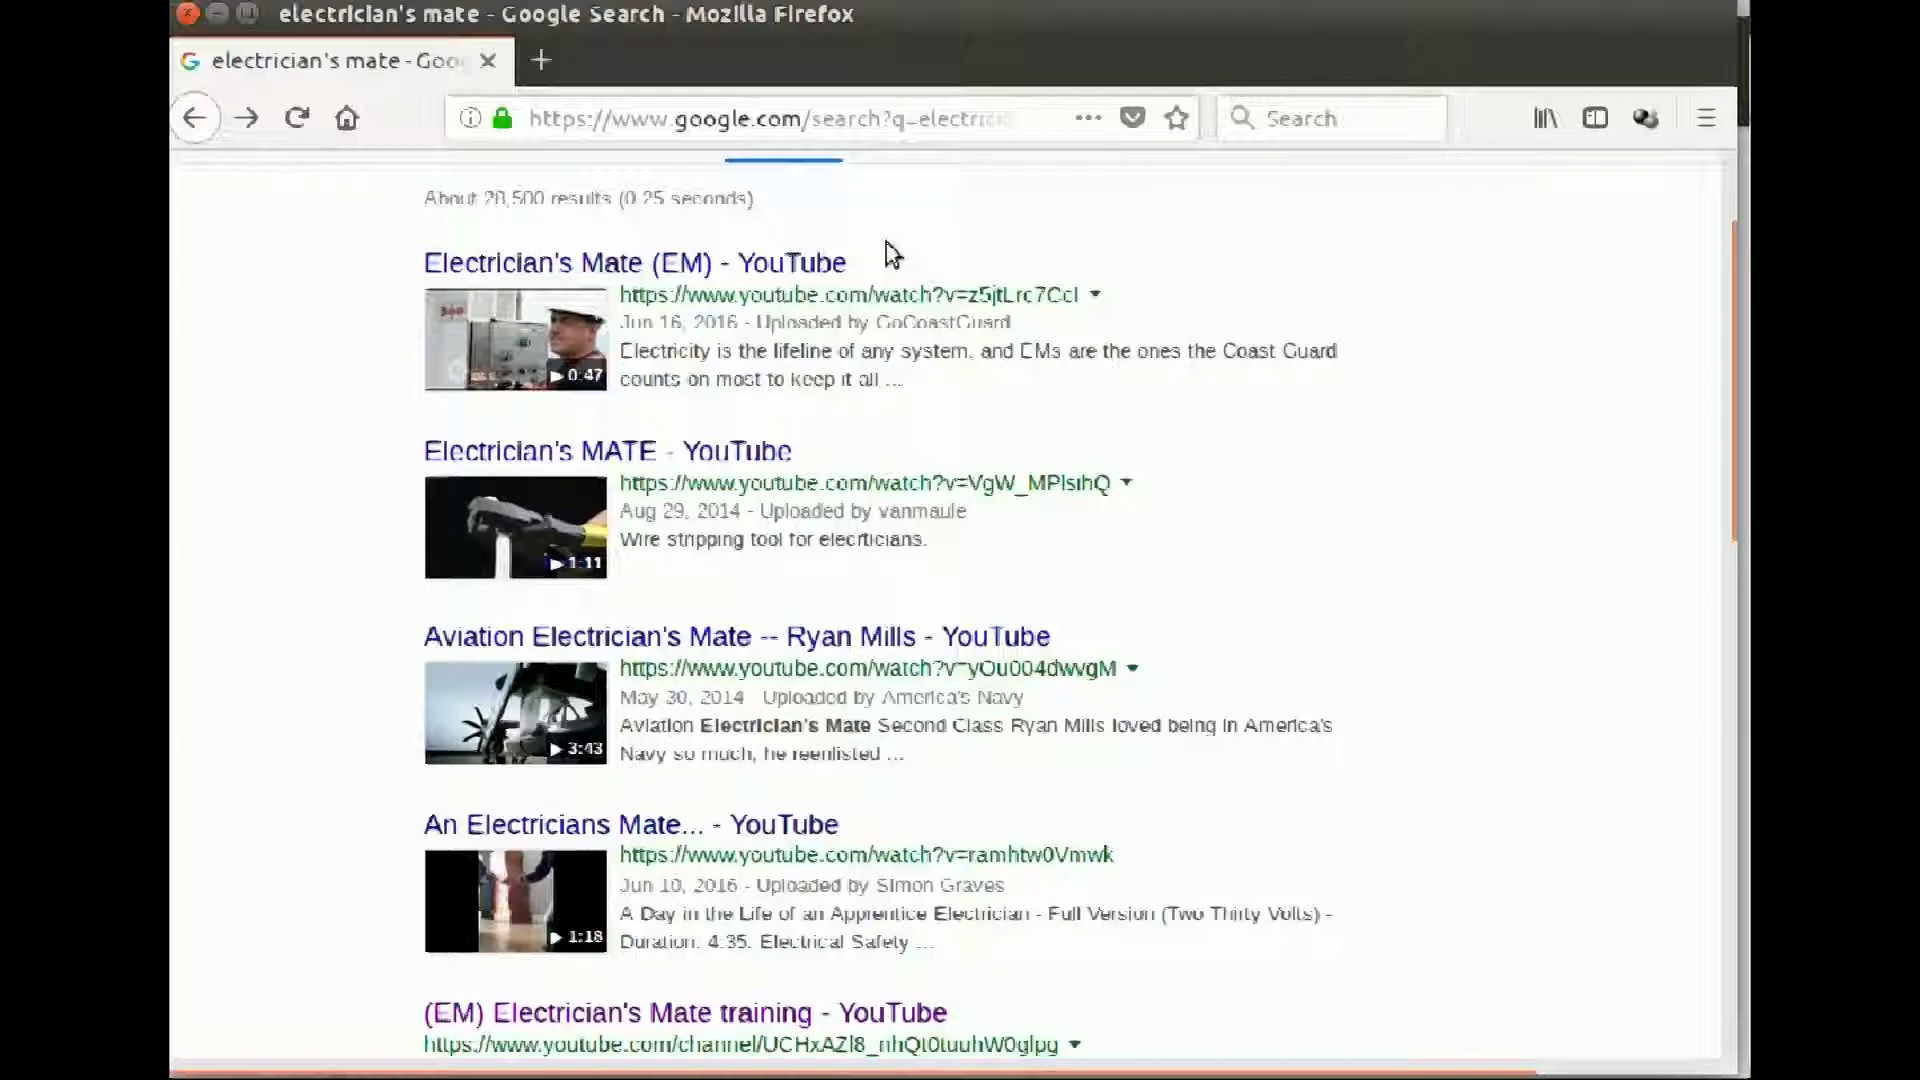 electrician's mate - Google Search - Mozilla Firefox
electrician's mate - Goo
https://www.google.com/search?q=electrici
Search
About 28,500 results (0.25 seconds)
Electrician's Mate (EM) - YouTube
https://www.youtube.com/watch?v=z5jtLrc7CcI
0:47
Jun 16, 2016 - Uploaded by GoCoastGuard
Electricity is the lifeline of any system, and EMs are the ones the Coast Guard
counts on most to keep it all ...
Electrician's MATE - YouTube
https://www.youtube.com/watch?v=VgW_MPlsihQ
1:11
Aug 29, 2014 - Uploaded by vanmaule
Wire stripping tool for elecrticians.
Aviation Electrician's Mate -- Ryan Mills - YouTube
https://www.youtube.com/watch?v=yOu004dwvgM
3:43
May 30, 2014 - Uploaded by America's Navy
Aviation Electrician's Mate Second Class Ryan Mills loved being in America's
Navy so much, he reenlisted ...
An Electricians Mate... - YouTube
https://www.youtube.com/watch?v=ramhtw0Vmwk
1:18
Jun 10, 2016 - Uploaded by Simon Graves
A Day in the Life of an Apprentice Electrician - Full Version (Two Thirty Volts) -
Duration: 4:35. Electrical Safety ...
(EM) Electrician's Mate training - YouTube
https://www.youtube.com/channel/UCHxAZl8_nhQt0tuuhW0glpg